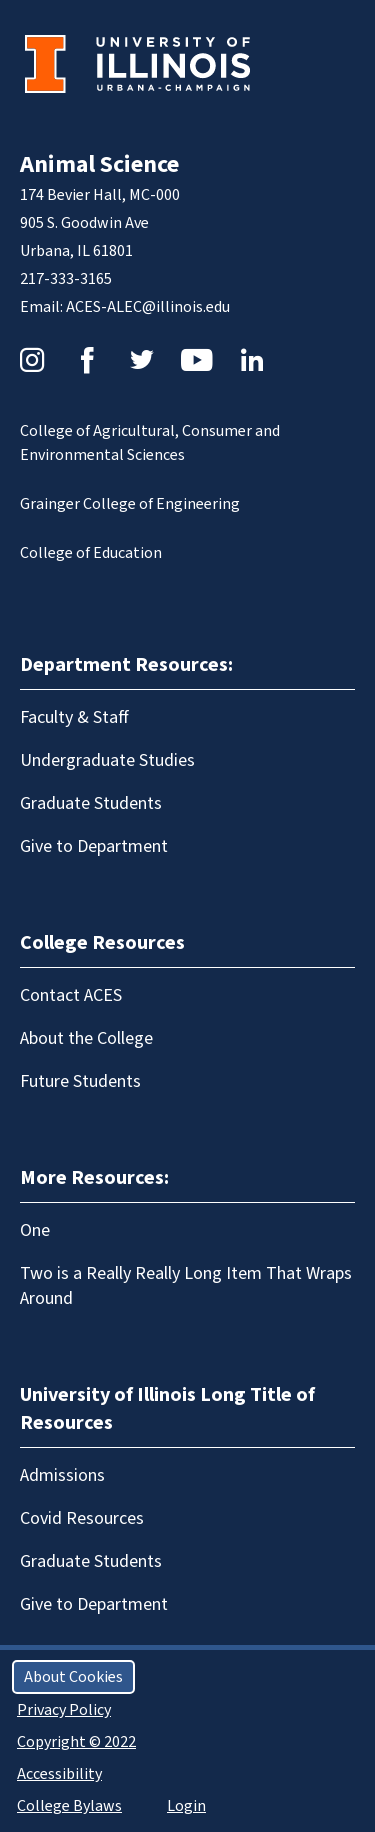 UNIVERSITY OF
ILLINOIS
URBANA-CHAMPAIGN
Animal Science
174 Bevier Hall, MC-000
905 S. Goodwin Ave
Urbana, IL 61801
217-333-3165
Email: ACES-ALEC@illinois.edu
College of Agricultural, Consumer and
Environmental Sciences
Grainger College of Engineering
College of Education
Department Resources:
Faculty & Staff
Undergraduate Studies
Graduate Students
Give to Department
College Resources
Contact ACES
About the College
Future Students
More Resources:
One
Two is a Really Really Long Item That Wraps
Around
University of Illinois Long Title of
Resources
Admissions
Covid Resources
Graduate Students
Give to Department
About Cookies
Privacy Policy
Copyright © 2022
Accessibility
College Bylaws Login